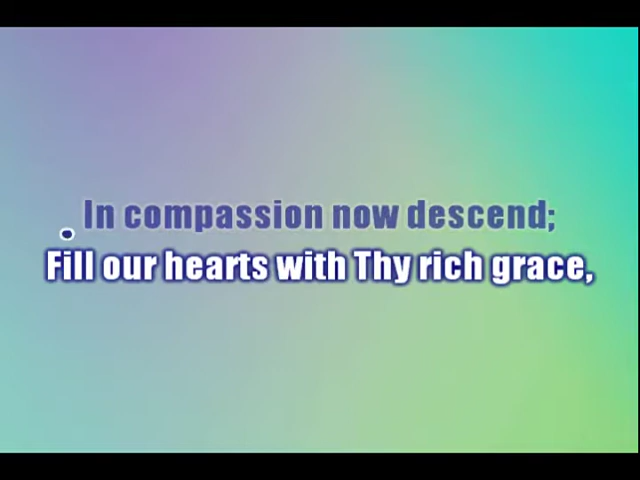 In compassion now descend;
Fill our hearts with Thy rich grace,